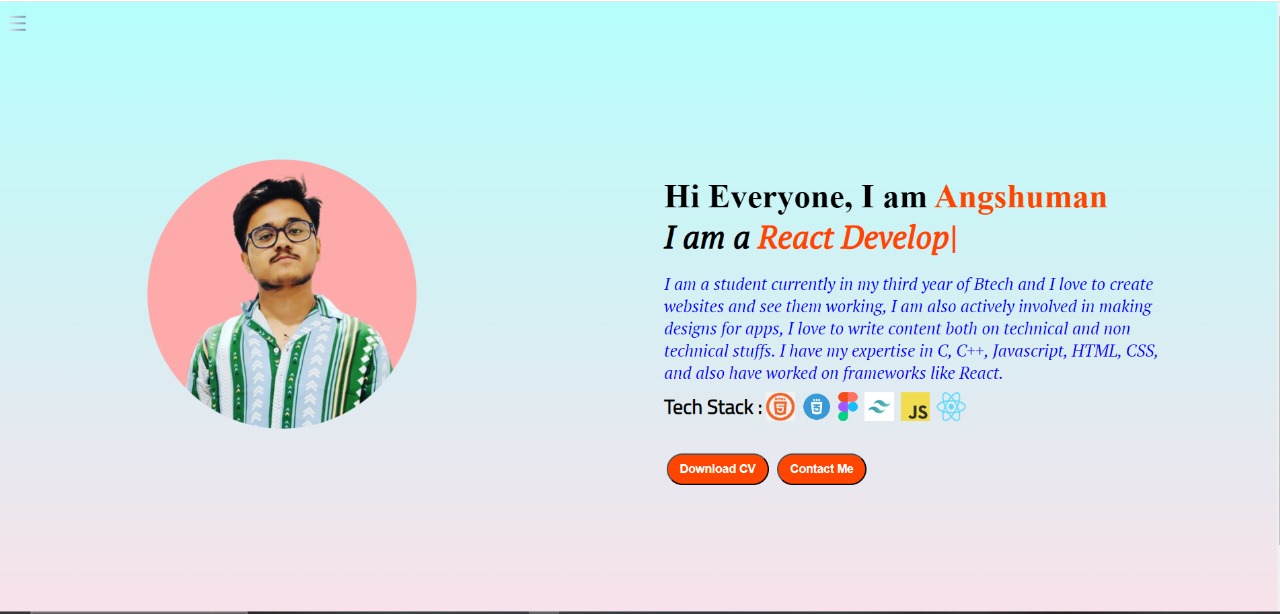 Hi Everyone, I am Angshuman
I am a React Develop|
I am a student currently in my third year of Btech and I love to create
websites and see them working, I am also actively involved in making
designs for apps, I love to write content both on technical and non
technical stuffs. I have my expertise in C, C++, Javascript, HTML, CSS,
and also have worked on frameworks like React.
Tech Stack : JS
Download CV Contact Me